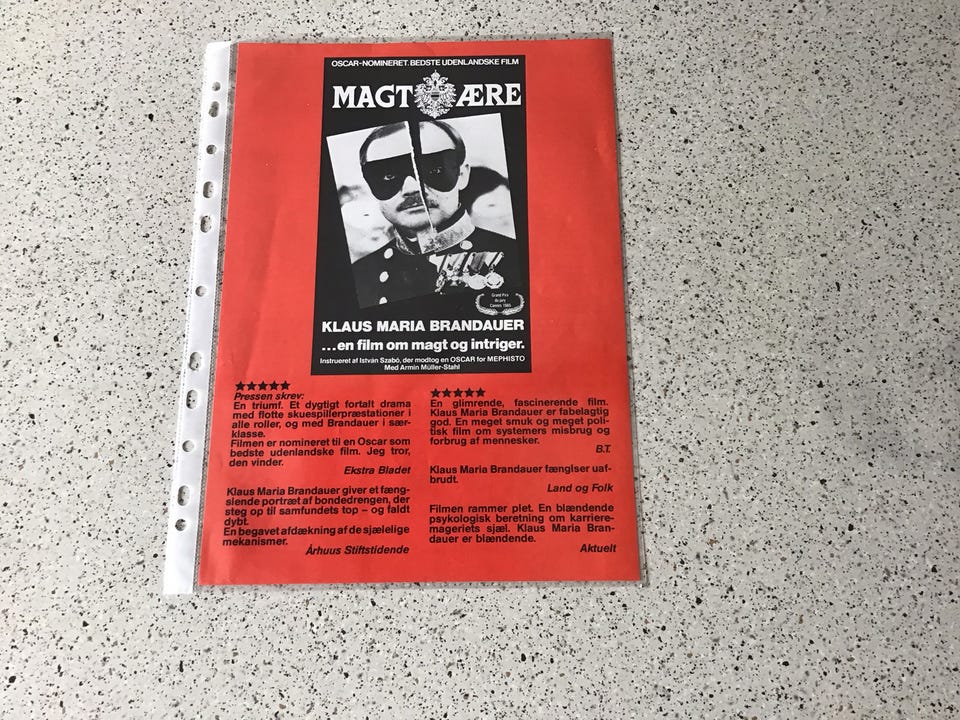 OSCAR-NOMINERET. BEDSTE UDENLANDSKE FILM
MAGT ÆRE
Grand Prix
du jury
Cannes 1985
KLAUS MARIA BRANDAUER
...en film om magt og intriger.
Instrueret af István Szabó, der modtog en OSCAR for MEPHISTO
Med Armin Müller-Stahl
★★★★★
Pressen skrev:
En triumf. Et dygtigt fortalt drama
med flotte skuespillerpræstationer i
alle roller, og med Brandauer i sær-
klasse.
Filmen er nomineret til en Oscar som
bedste udenlandske film. Jeg tror,
den vinder.
Ekstra Bladet
Klaus Maria Brandauer giver et fæng-
slende portræt af bondedrengen, der
steg op til samfundets top – og faldt
dybt.
En begavet afdækning af de sjælelige
mekanismer.
Århuus Stiftstidende
★★★★★
En glimrende, fascinerende film.
Klaus Maria Brandauer er fabelagtig
god. En meget smuk og meget poli-
tisk film om systemers misbrug og
forbrug af mennesker.
B.T.
Klaus Maria Brandauer fænglser uaf-
brudt.
Land og Folk
Filmen rammer plet. En blændende
psykologisk beretning om karriere-
mageriets sjæl. Klaus Maria Bran-
dauer er blændende.
Aktuelt